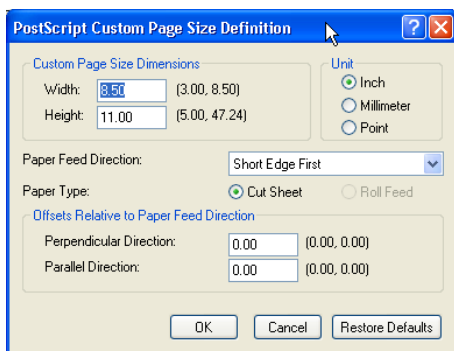 PostScript Custom Page Size Definition
Custom Page Size Dimensions
Width: 8.50 (3.00, 8.50)
Height: 11.00 (5.00, 47.24)
Unit
Inch
Millimeter
Point
Paper Feed Direction: Short Edge First
Paper Type: Cut Sheet Roll Feed
Offsets Relative to Paper Feed Direction
Perpendicular Direction: 0.00 (0.00, 0.00)
Parallel Direction: 0.00 (0.00, 0.00)
OK Cancel Restore Defaults